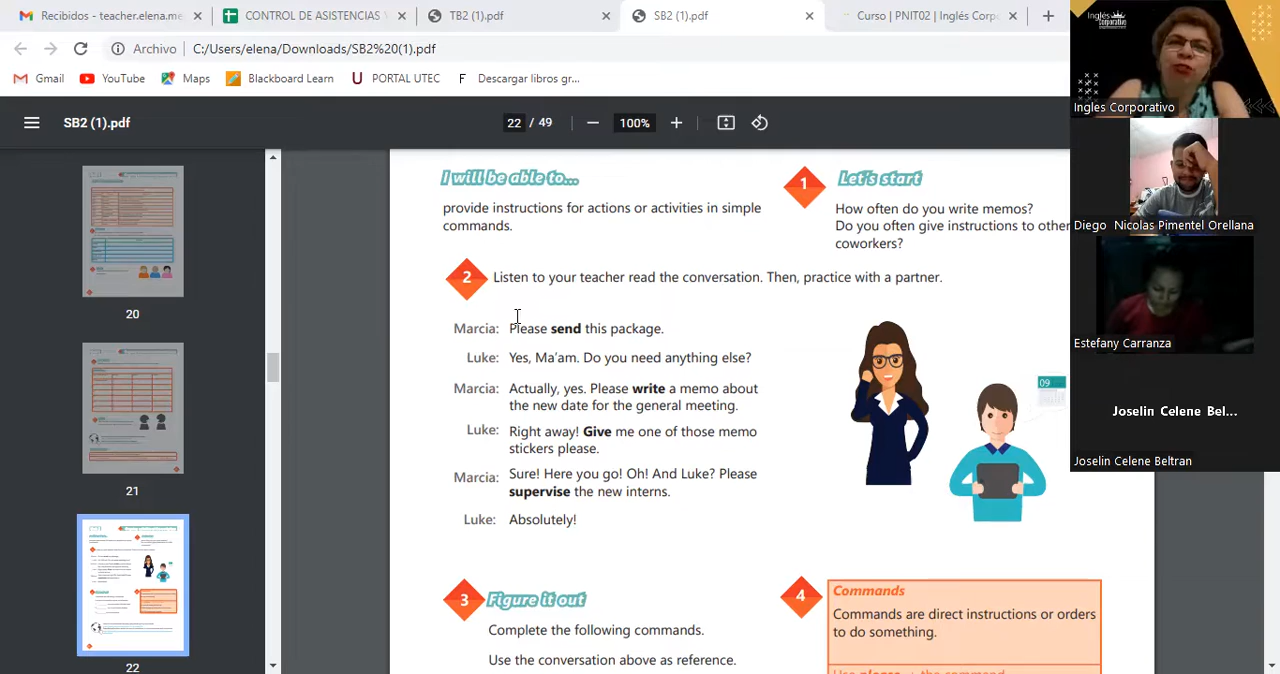 Recibidos - teacher.elena.me
CONTROL DE ASISTENCIAS Y
TB2 (1).pdf
SB2 (1).pdf
Curso | PNIT02 | Inglés Corp
Archivo
C:/Users/elena/Downloads/SB2%20(1).pdf
Gmail
YouTube
Maps
Blackboard Learn
PORTAL UTEC
Descargar libros gr...
SB2 (1).pdf
22 / 49
100%
20
21
22
I will be able to...
provide instructions for actions or activities in simple
commands.
1
Let's start
How often do you write memos?
Do you often give instructions to other
coworkers?
2
Listen to your teacher read the conversation. Then, practice with a partner.
Marcia: Please send this package.
Luke: Yes, Ma'am. Do you need anything else?
Marcia: Actually, yes. Please write a memo about
the new date for the general meeting.
Luke: Right away! Give me one of those memo
stickers please.
Marcia: Sure! Here you go! Oh! And Luke? Please
supervise the new interns.
Luke: Absolutely!
09
3
Figure it out
Complete the following commands.
Use the conversation above as reference.
4
Commands
Commands are direct instructions or orders
to do something.
Use please + the command
Inglés
Corporativo
Ingles Corporativo
Diego Nicolas Pimentel Orellana
Estefany Carranza
Joselin Celene Bel...
Joselin Celene Beltran